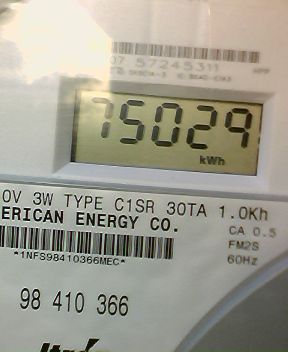 07 57245311
75029
kWh
0V 3W TYPE C1SR 30TA 1.0Kh
ERICAN ENERGY CO.
CA 0.5
FM2S
*1NFS98410366MEC*
60Hz
98 410 366